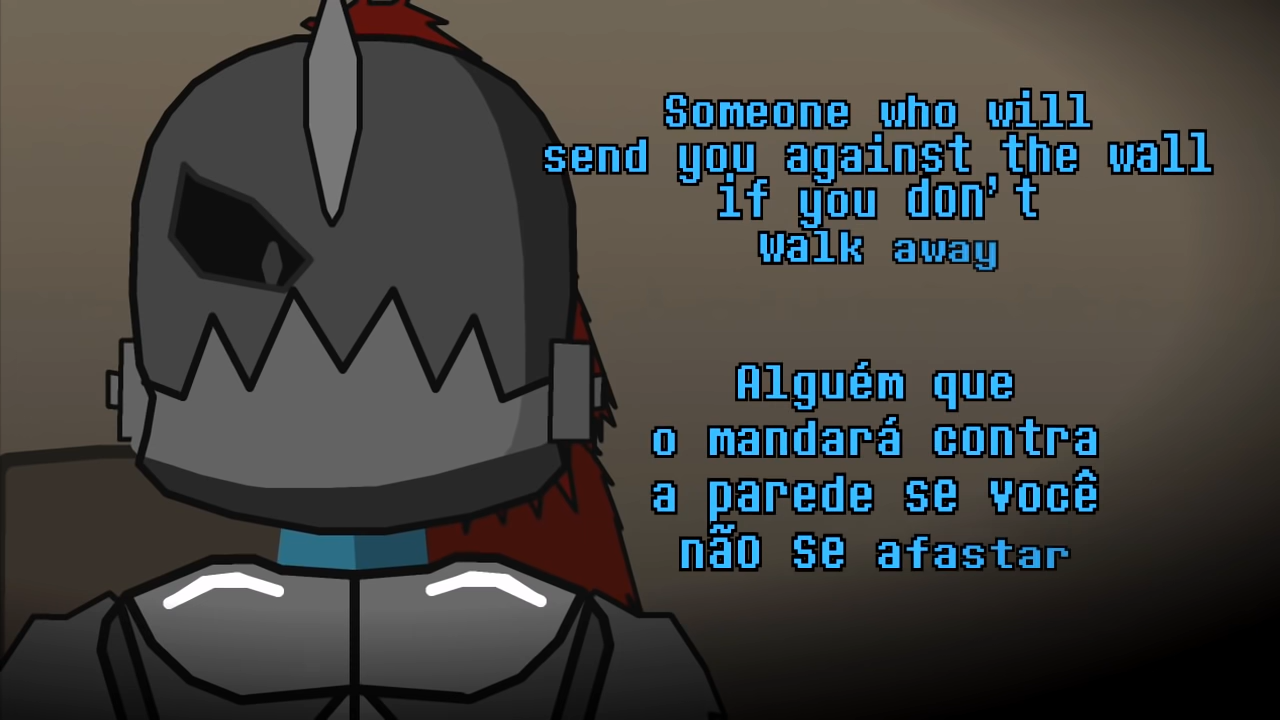 Someone who will
send you against the wall
if you don't
walk away
Alguém que
o mandará contra
a parede se você
não se afastar